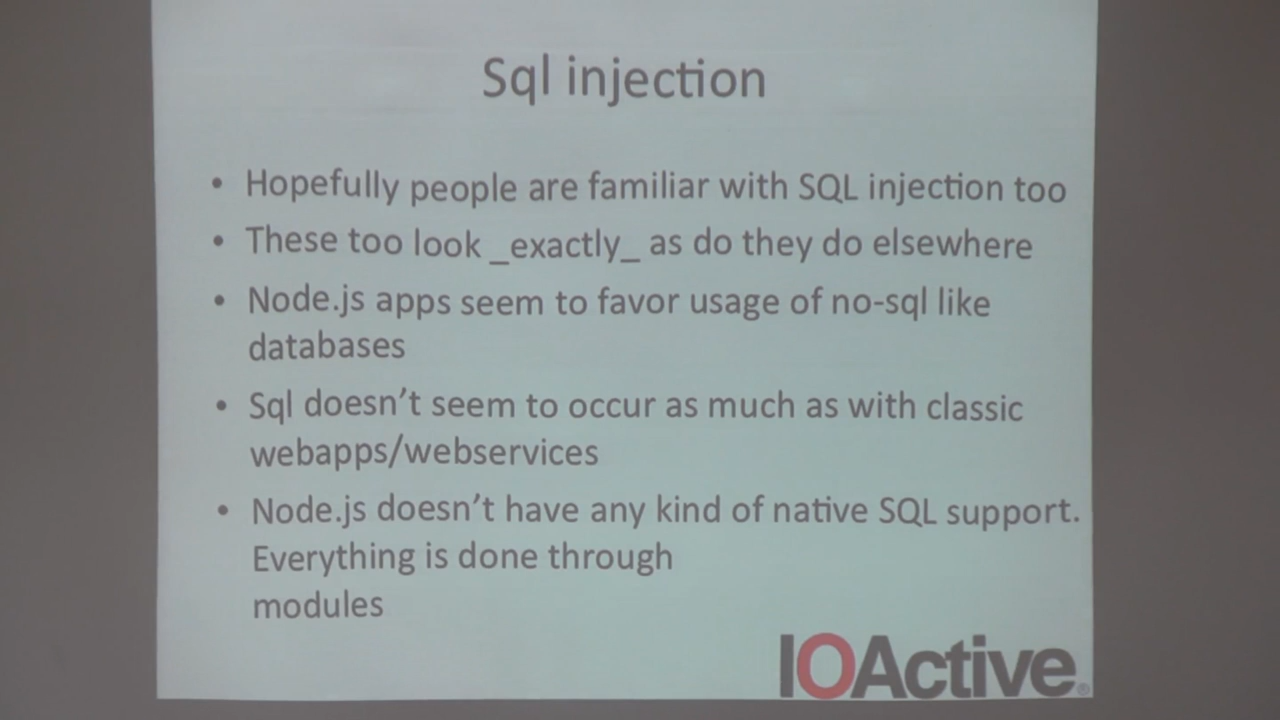 Sql injection
• Hopefully people are familiar with SQL injection too
• These too look _exactly_ as do they do elsewhere
• Node.js apps seem to favor usage of no-sql like
databases
• Sql doesn't seem to occur as much as with classic
webapps/webservices
• Node.js doesn't have any kind of native SQL support.
Everything is done through
modules
IOActive®